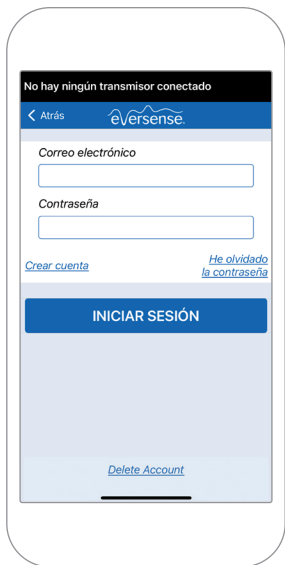 No hay ningún transmisor conectado
Atrás
eversense.
Correo electrónico
Contraseña
Crear cuenta
He olvidado
la contraseña
INICIAR SESIÓN
Delete Account